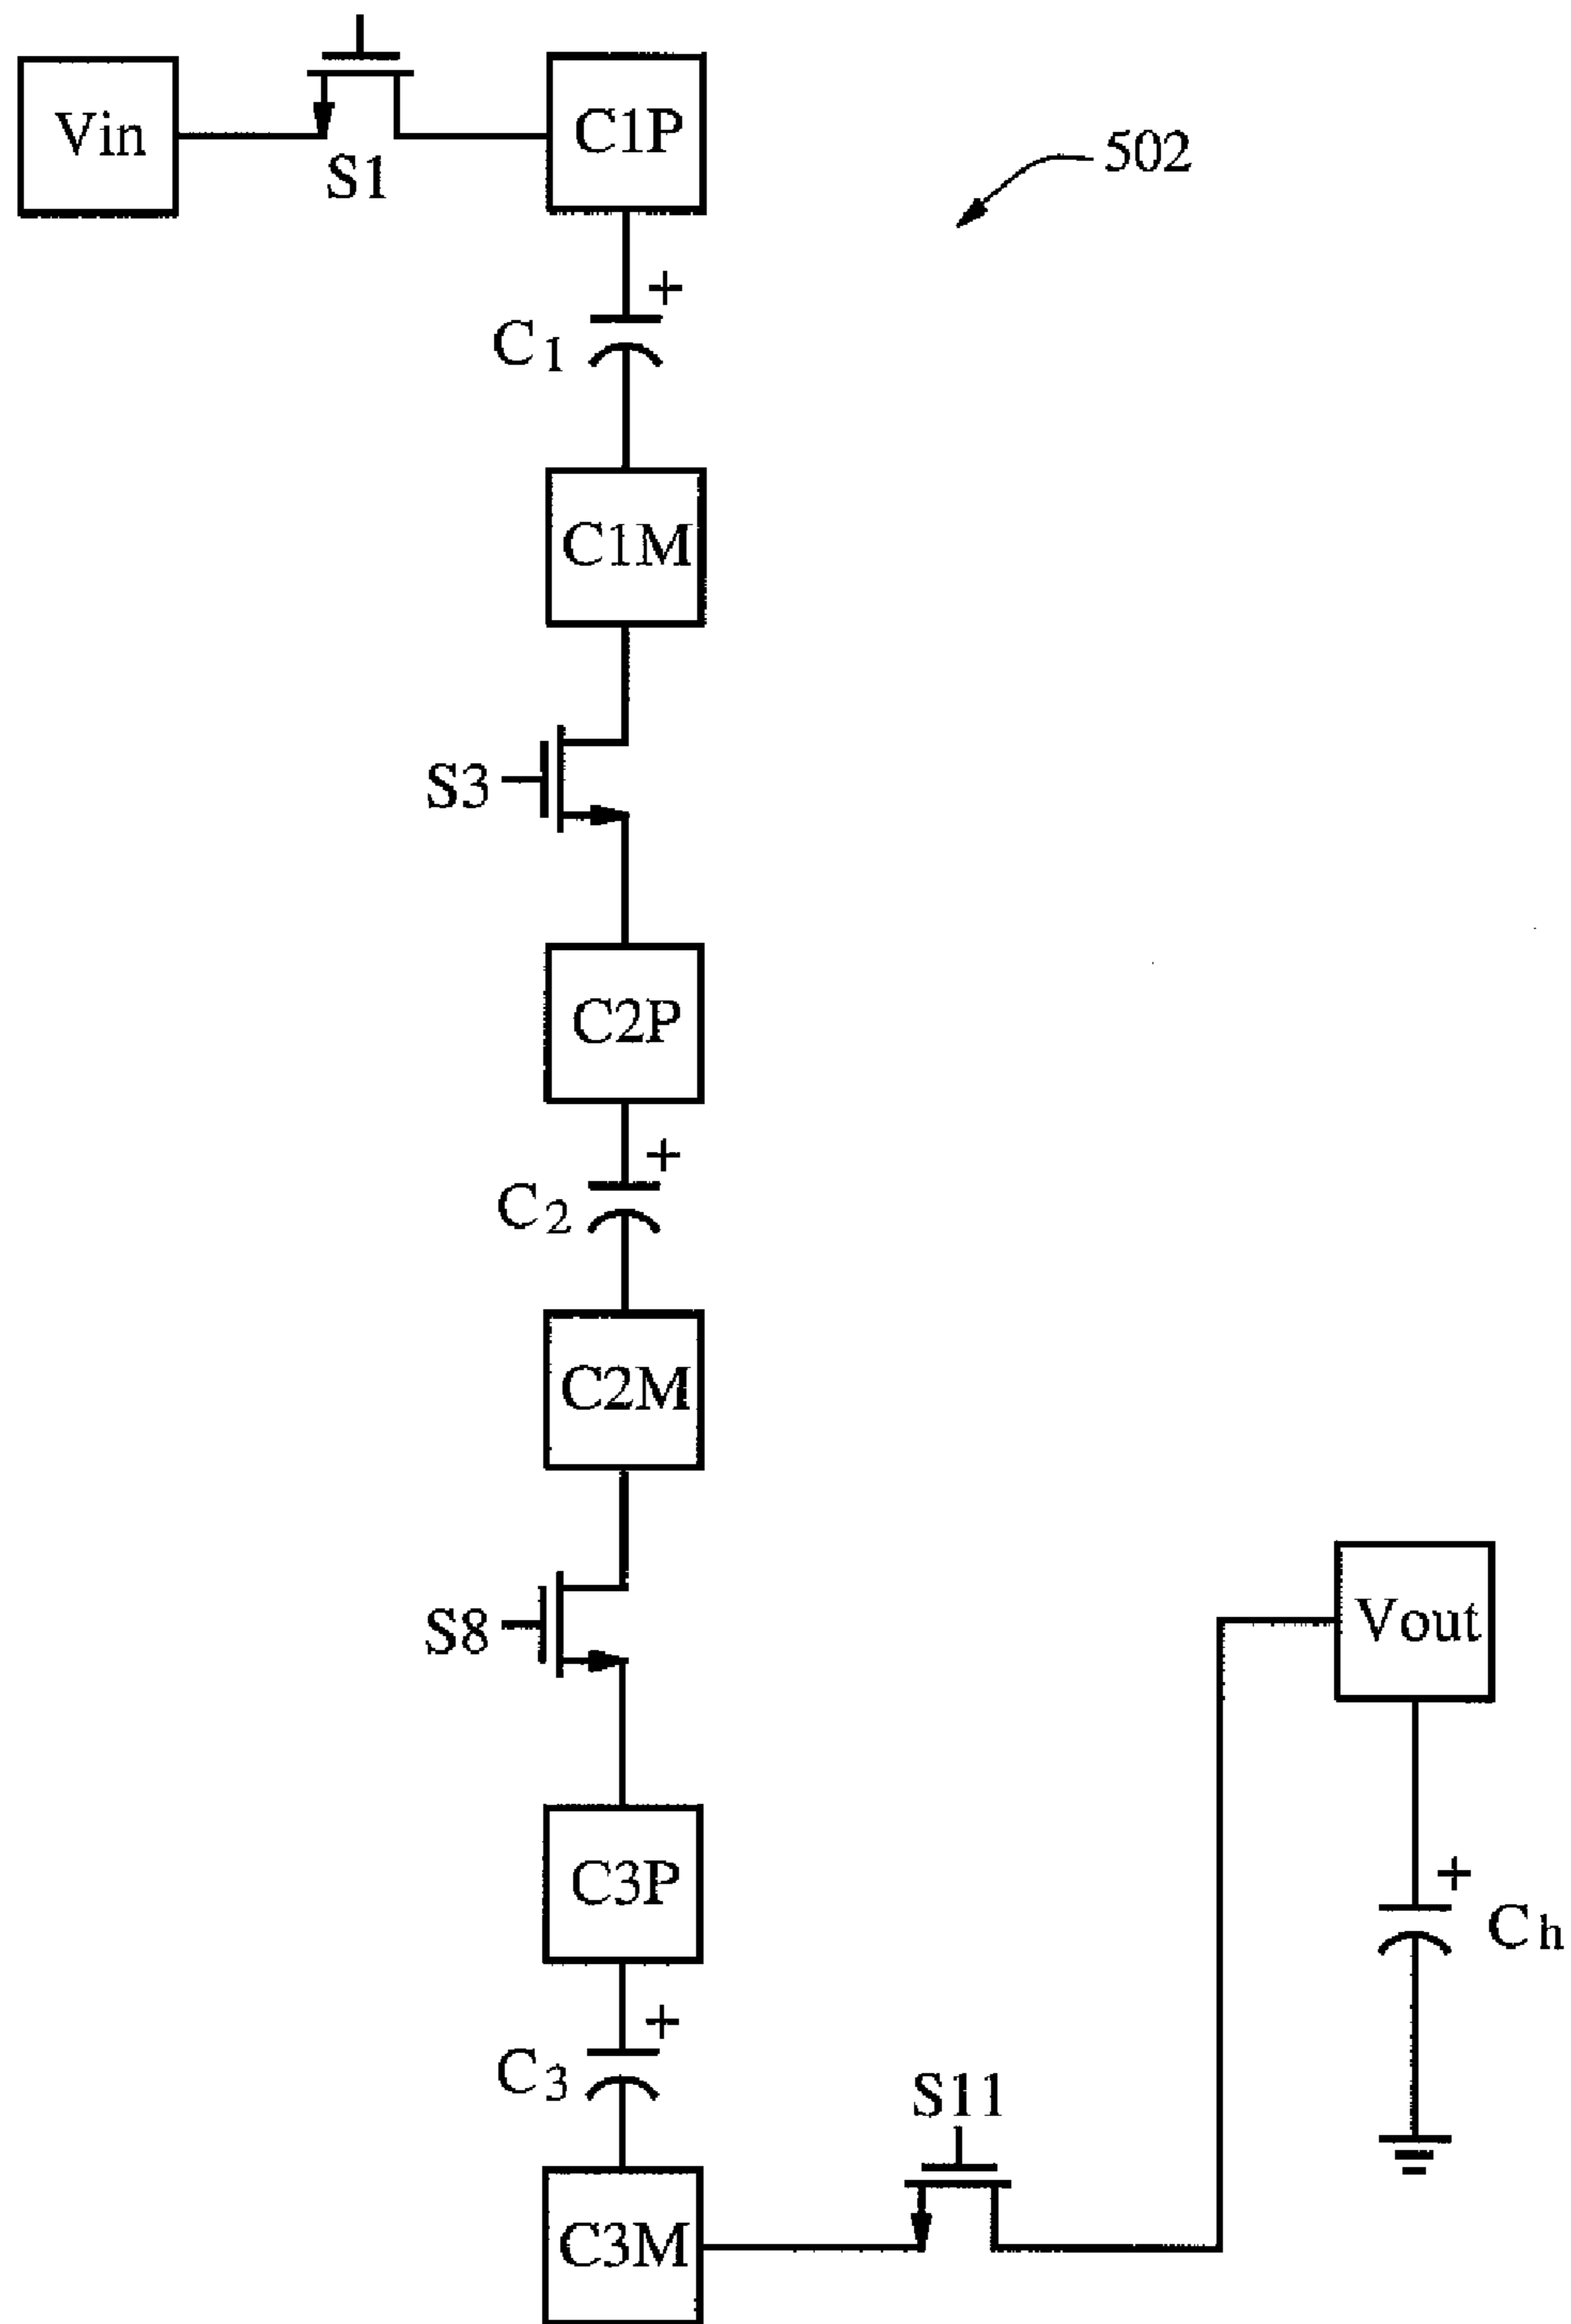 Vin
S1
C1P
502
+
C1
C1M
S3
C2P
+
C2
C2M
S8
Vout
C3P
+
Ch
+
C3
S11
C3M